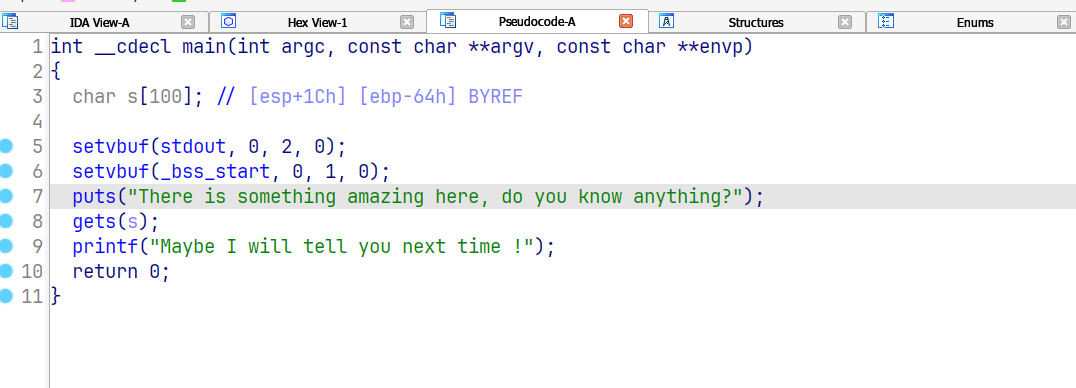 IDA View-A Hex View-1 Pseudocode-A Structures Enums
1 int __cdecl main(int argc, const char **argv, const char **envp)
2 {
3 char s[100]; // [esp+1Ch] [ebp-64h] BYREF
4
5 setvbuf(stdout, 0, 2, 0);
6 setvbuf(_bss_start, 0, 1, 0);
7 puts("There is something amazing here, do you know anything?");
8 gets(s);
9 printf("Maybe I will tell you next time !");
10 return 0;
11 }